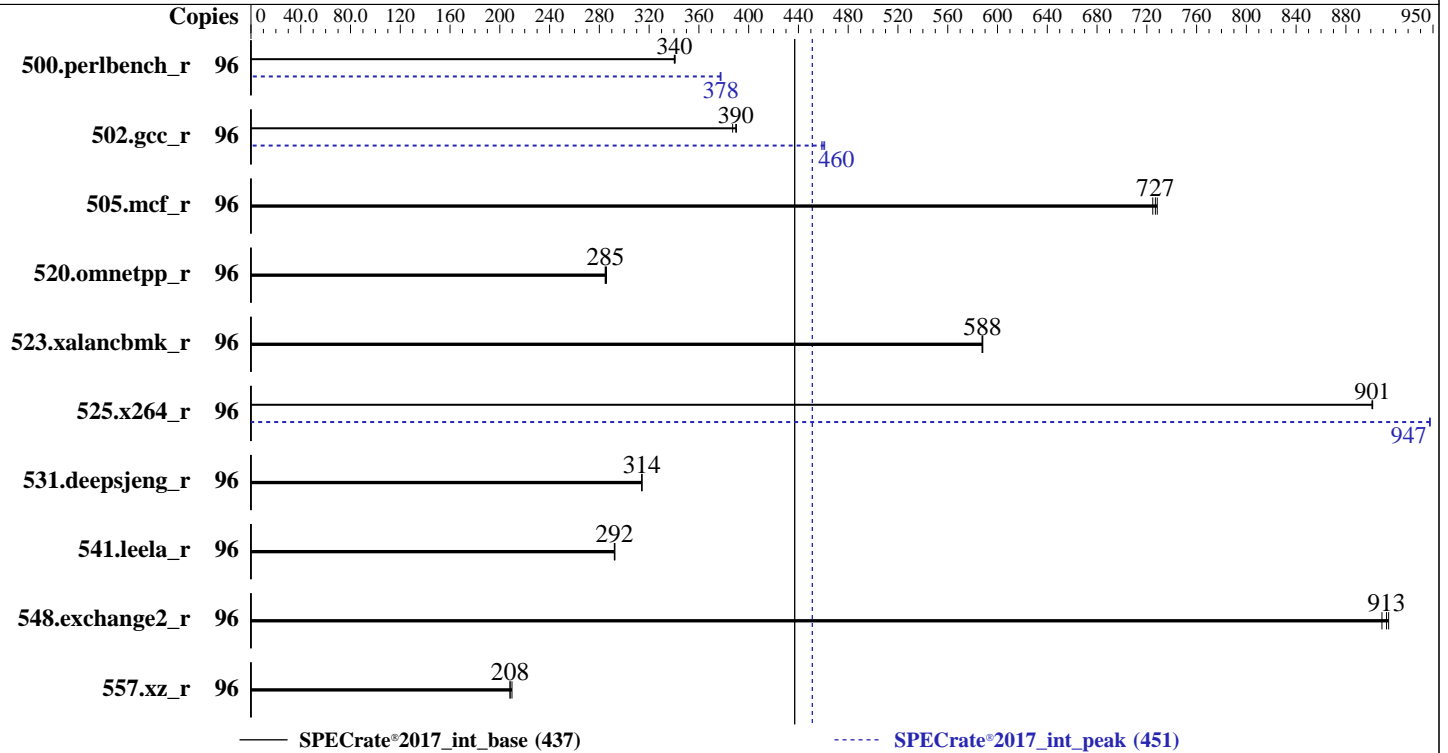 Copies 0 40.0 80.0 120 160 200 240 280 320 360 400 440 480 520 560 600 640 680 720 760 800 840 880 950
340
500.perlbench_r 96
378
390
502.gcc_r 96
460
727
505.mcf_r 96
285
520.omnetpp_r 96
588
523.xalancbmk_r 96
901
525.x264_r 96
947
314
531.deepsjeng_r 96
292
541.leela_r 96
913
548.exchange2_r 96
208
557.xz_r 96
SPECrate®2017_int_base (437) SPECrate®2017_int_peak (451)